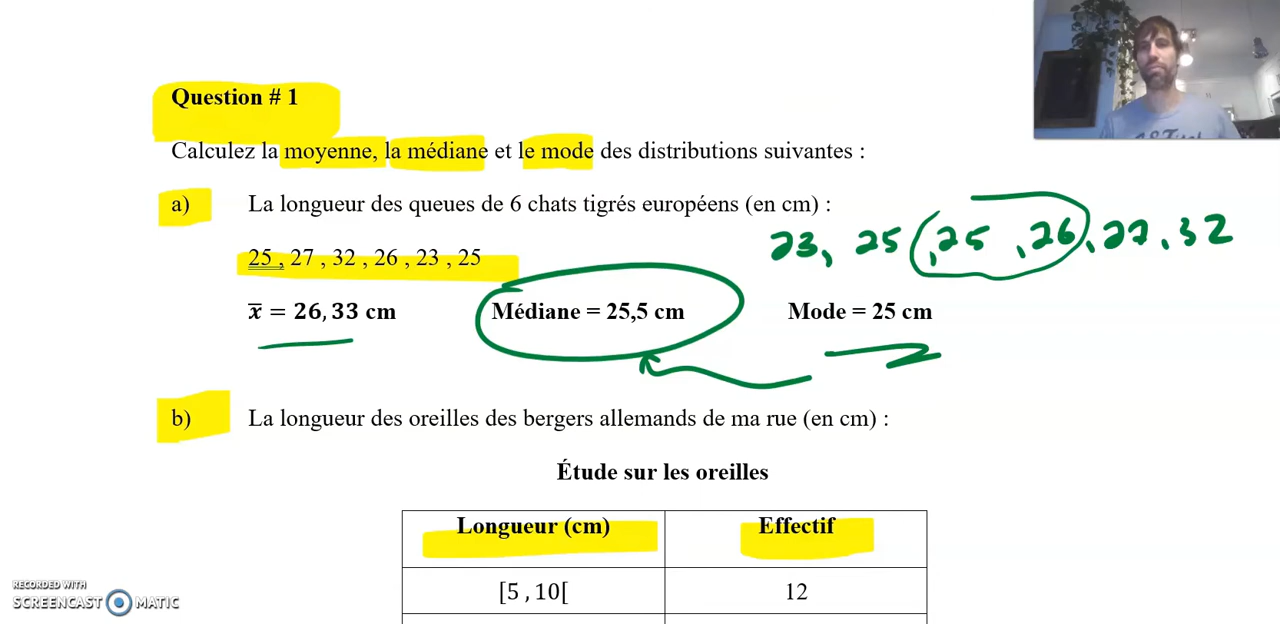 Question # 1
Calculez la moyenne, la médiane et le mode des distributions suivantes :
a) La longueur des queues de 6 chats tigrés européens (en cm) :
23, 25, 25, 26, 27, 32
25 , 27 , 32 , 26 , 23 , 25
x̅ = 26,33 cm Médiane = 25,5 cm Mode = 25 cm
b) La longueur des oreilles des bergers allemands de ma rue (en cm) :
Étude sur les oreilles
Longueur (cm) Effectif
[5 , 10[ 12
RECORDED WITH
SCREENCAST MATIC